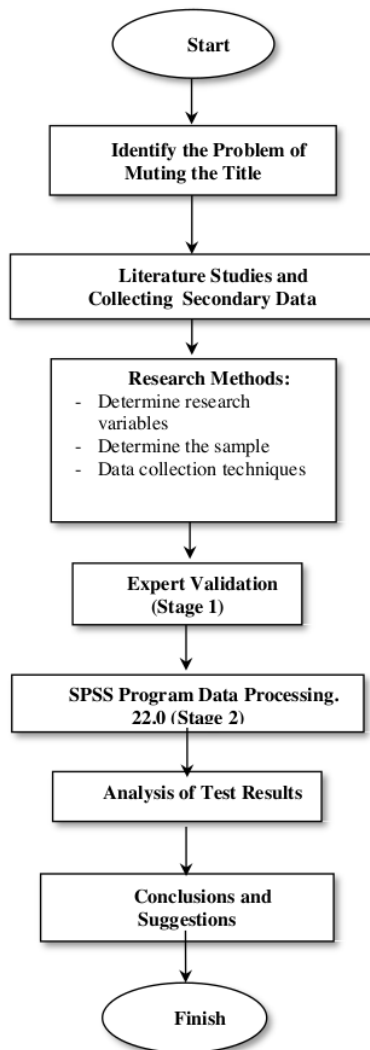 Start
Identify the Problem of
Muting the Title
Literature Studies and
Collecting Secondary Data
Research Methods:
- Determine research
variables
- Determine the sample
- Data collection techniques
Expert Validation
(Stage 1)
SPSS Program Data Processing.
22.0 (Stage 2)
Analysis of Test Results
Conclusions and
Suggestions
Finish